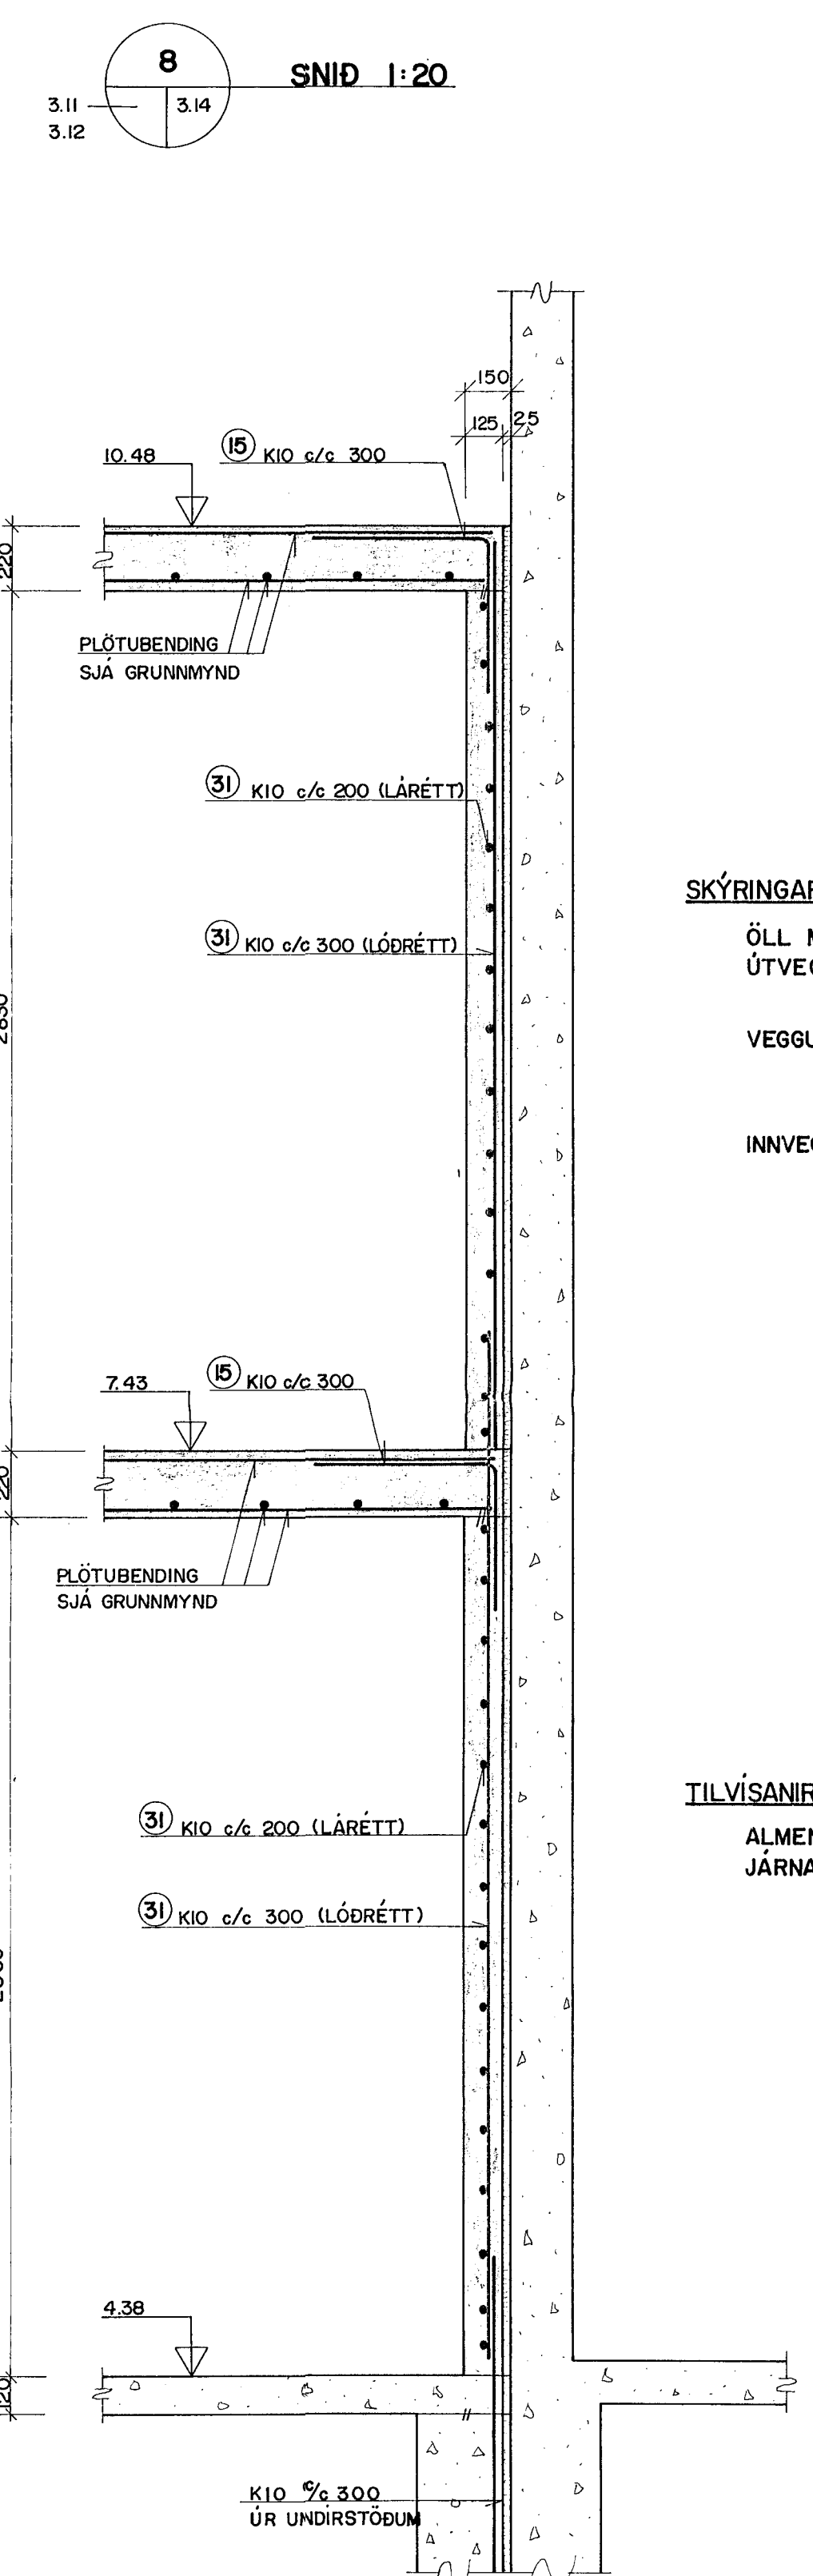 8
SNIÐ 1:20
3.11
3.14
3.12
150
125
25
10.48
15 K10 c/c 300
220
PLÖTUBENDING
SJÁ GRUNNMYND
31 K10 c/c 200 (LÁRÉTT)
SKÝRINGAR
31 K10 c/c 300 (LÓÐRÉTT)
ÖLL
ÚTVEG
2830
VEGGU
INNVEG
7.43
15 K10 c/c 300
220
PLÖTUBENDING
SJÁ GRUNNMYND
TILVÍSANIR
31 K10 c/c 200 (LÁRÉTT)
ALMEN
JÁRNA
31 K10 c/c 300 (LÓÐRÉTT)
4.38
120
K10 c/c 300
ÚR UNDIRSTÖÐUM